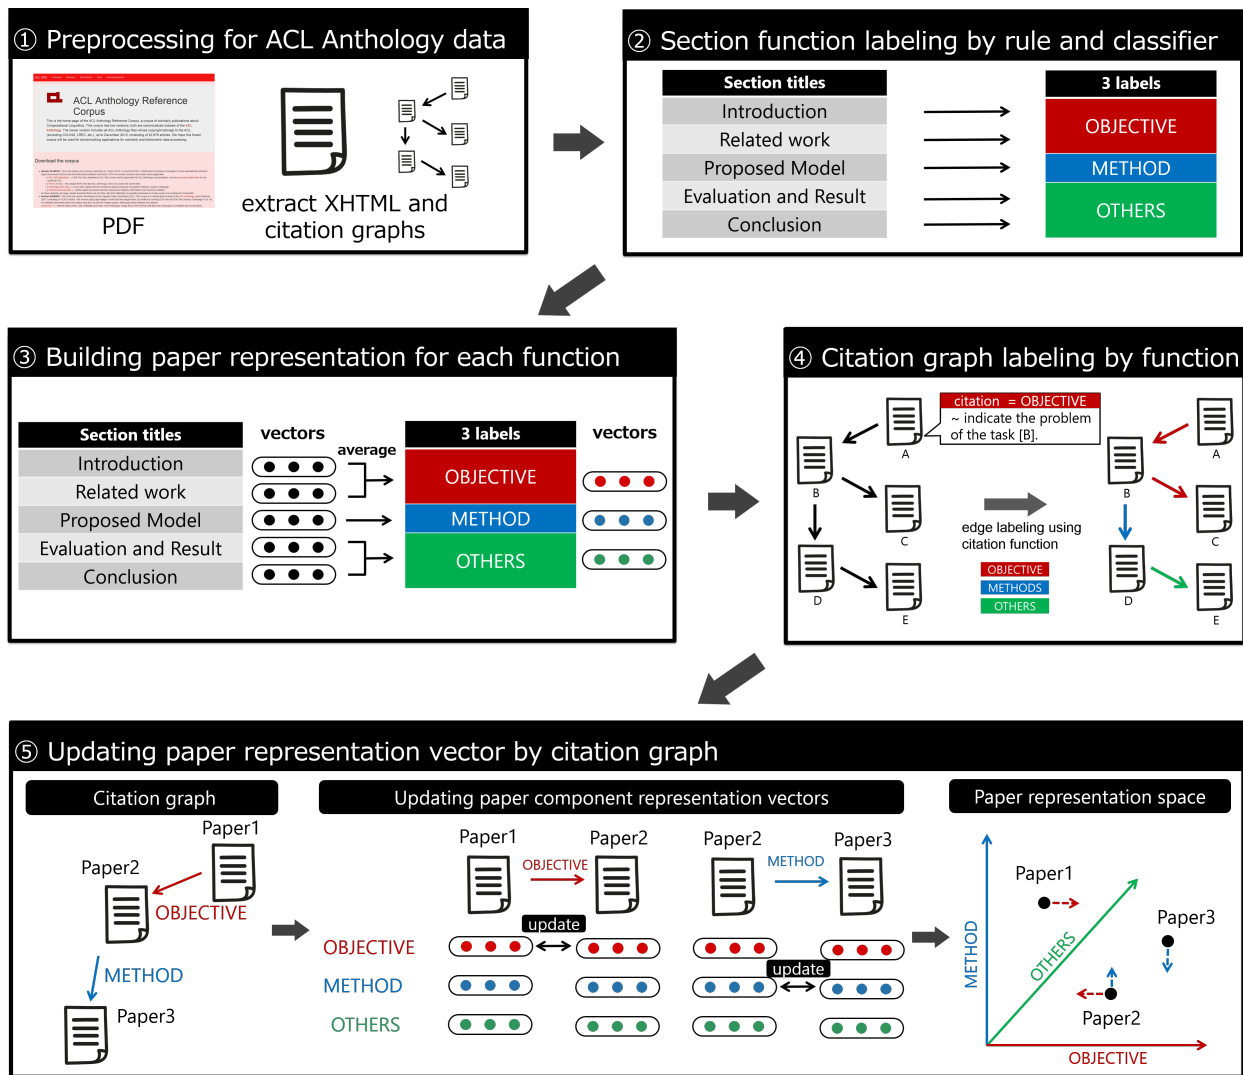 ① Preprocessing for ACL Anthology data
ACL Anthology Reference
Corpus
Download the corpus
PDF
extract XHTML and
citation graphs
② Section function labeling by rule and classifier
Section titles
3 labels
Introduction
Related work
Proposed Model
Evaluation and Result
Conclusion
OBJECTIVE
METHOD
OTHERS
③ Building paper representation for each function
Section titles
vectors
average
3 labels
vectors
Introduction
Related work
Proposed Model
Evaluation and Result
Conclusion
OBJECTIVE
METHOD
OTHERS
④ Citation graph labeling by function
citation = OBJECTIVE
~ indicate the problem
of the task [B].
A
B
C
D
E
edge labeling using
citation function
OBJECTIVE
METHODS
OTHERS
A
B
C
D
E
⑤ Updating paper representation vector by citation graph
Citation graph
Paper1
Paper2
OBJECTIVE
METHOD
Paper3
Updating paper component representation vectors
Paper1
OBJECTIVE
Paper2
Paper2
METHOD
Paper3
update
OBJECTIVE
update
METHOD
OTHERS
Paper representation space
METHOD
OTHERS
OBJECTIVE
Paper1
Paper3
Paper2